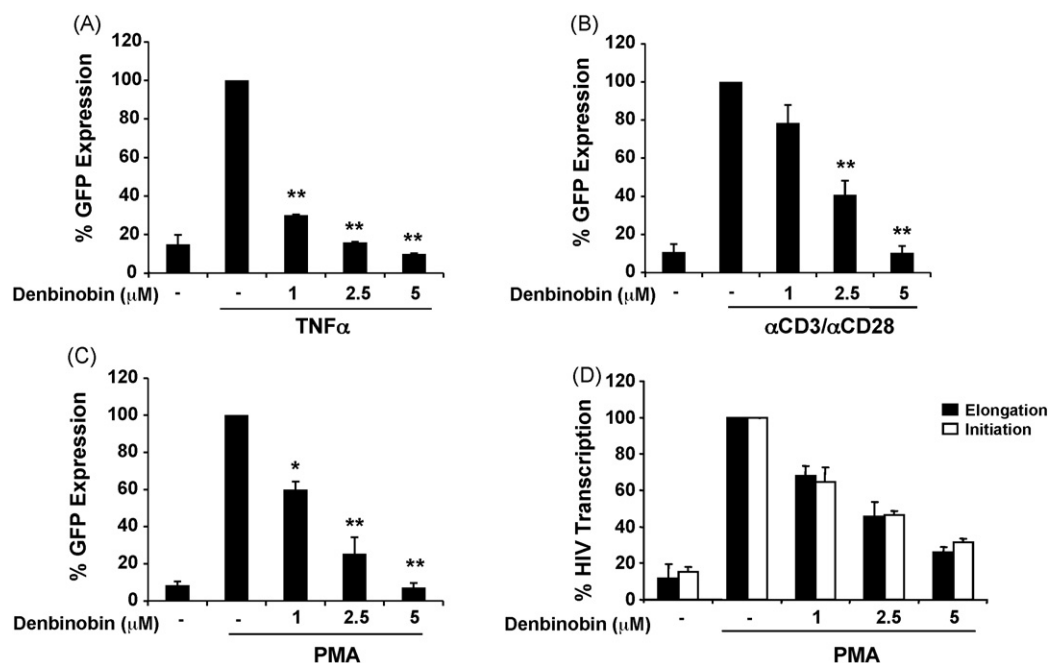 (A)
120
100
80
60
40
20
0
% GFP Expression
**
**
**
Denbinobin (μM) - - 1 2.5 5
TNFα
(B)
120
100
80
60
40
20
0
% GFP Expression
**
**
Denbinobin (μM) - - 1 2.5 5
αCD3/αCD28
(C)
120
100
80
60
40
20
0
% GFP Expression
*
**
**
Denbinobin (μM) - - 1 2.5 5
PMA
(D)
120
100
80
60
40
20
0
% HIV Transcription
Elongation
Initiation
Denbinobin (μM) - - 1 2.5 5
PMA